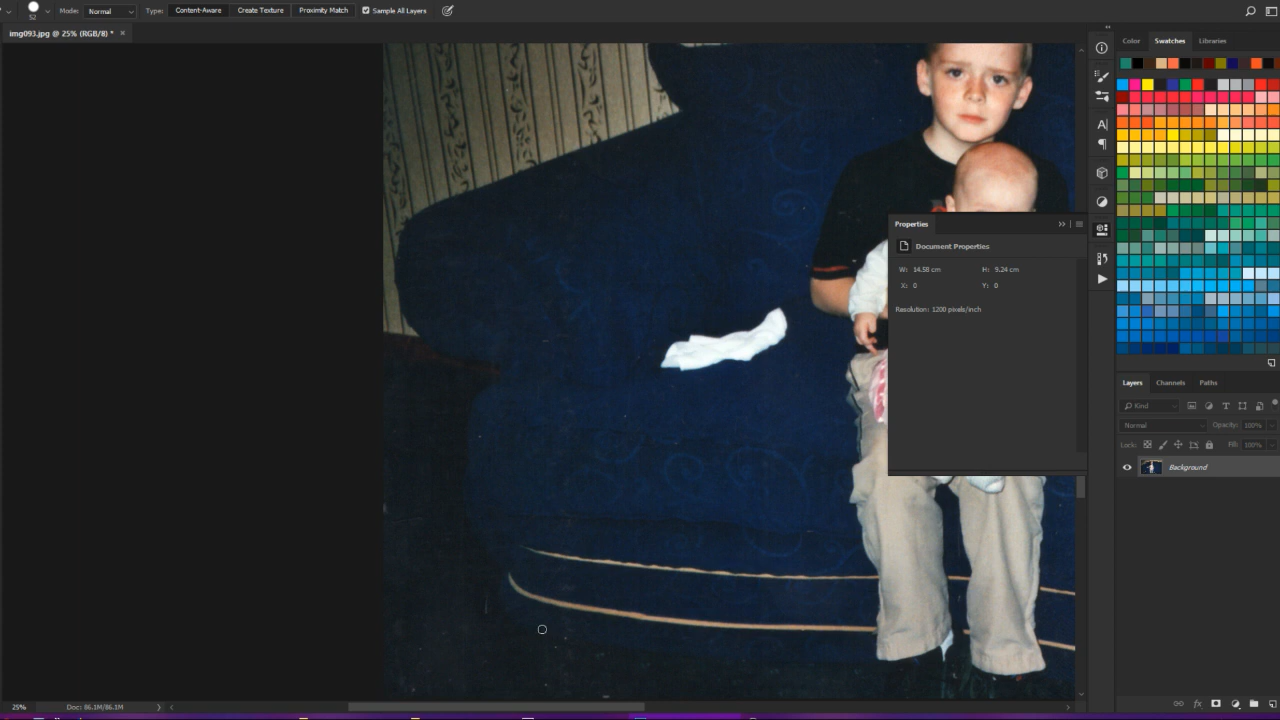 52 Mode: Normal Type: Content-Aware Create Texture Proximity Match Sample All Layers
img093.jpg @ 25% (RGB/8) * ×
Color Swatches Libraries
Properties
Document Properties
W: 14.58 cm H: 9.24 cm
X: 0 Y: 0
Resolution: 1200 pixels/inch
Layers Channels Paths
Kind
Normal Opacity: 100%
Lock: Fill: 100%
Background
25% Doc: 86.1M/86.1M